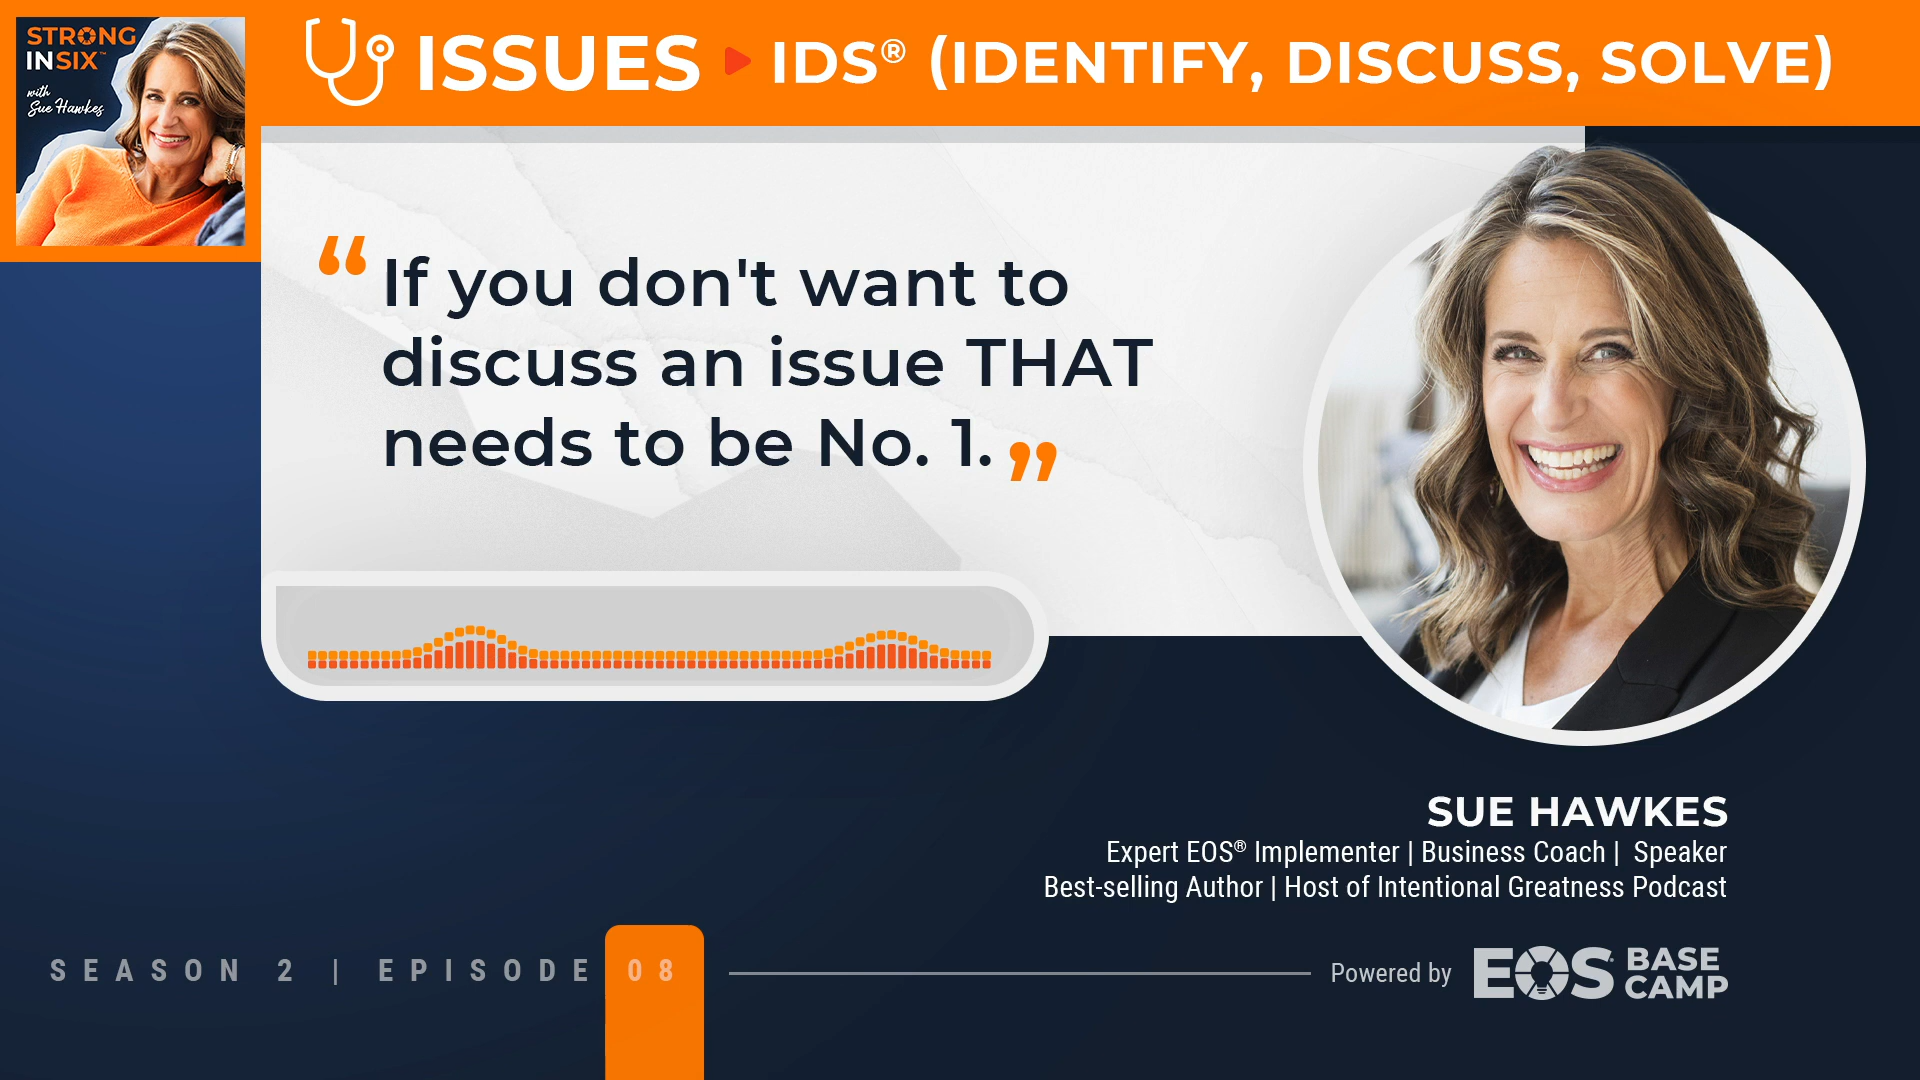 STRONG
INSIX™
with
Sue Hawkes
ISSUES IDS® (IDENTIFY, DISCUSS, SOLVE)
“If you don't want to
discuss an issue THAT
needs to be No. 1.”
SUE HAWKES
Expert EOS® Implementer | Business Coach | Speaker
Best-selling Author | Host of Intentional Greatness Podcast
SEASON 2 | EPISODE 08
Powered by EOS® BASE
CAMP